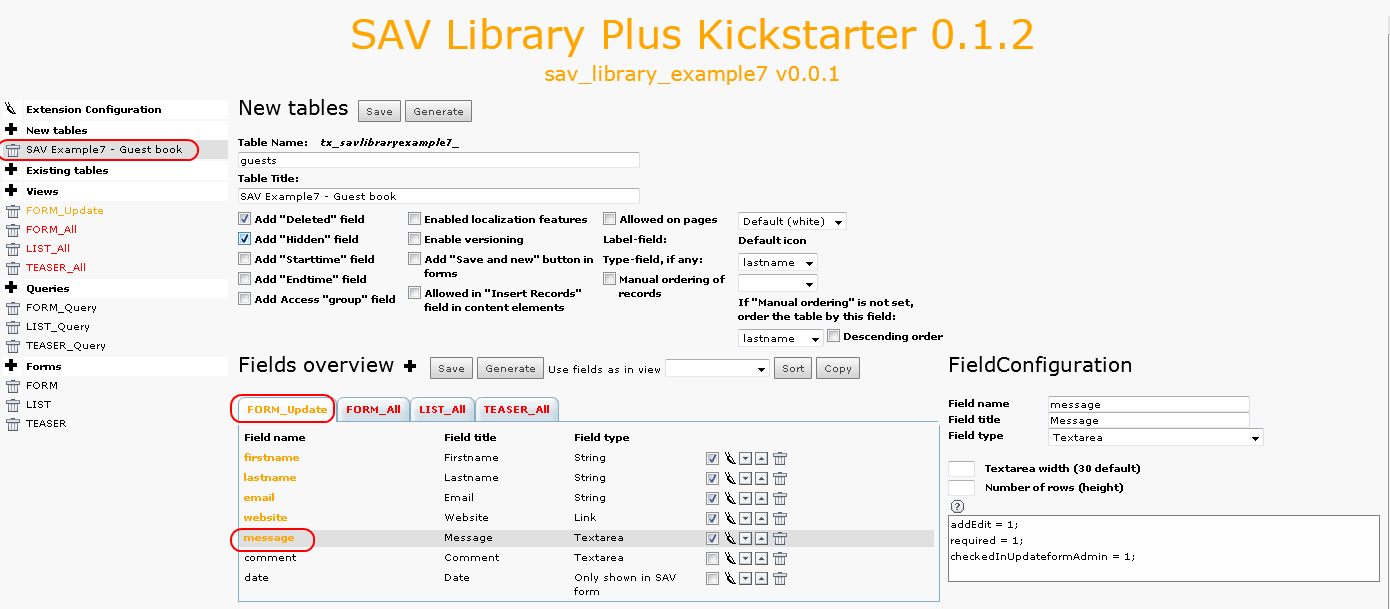 SAV Library Plus Kickstarter 0.1.2
sav_library_example7 v0.0.1
Extension Configuration
New tables
SAV Example7 - Guest book
Existing tables
Views
FORM_Update
FORM_All
LIST_All
TEASER_All
Queries
FORM_Query
LIST_Query
TEASER_Query
Forms
FORM
LIST
TEASER
New tables Save Generate
Table Name: tx_savlibraryexample7_
guests
Table Title:
SAV Example7 - Guest book
Add "Deleted" field
Add "Hidden" field
Add "Starttime" field
Add "Endtime" field
Add Access "group" field
Enabled localization features
Enable versioning
Add "Save and new" button in
forms
Allowed in "Insert Records"
field in content elements
Allowed on pages
Label-field:
Type-field, if any:
Manual ordering of
records
Default (white)
Default icon
lastname
If "Manual ordering" is not set,
order the table by this field:
lastname Descending order
Fields overview Save Generate Use fields as in view Sort Copy
FORM_Update FORM_All LIST_All TEASER_All
Field name Field title Field type
firstname Firstname String
lastname Lastname String
email Email String
website Website Link
message Message Textarea
comment Comment Textarea
date Date Only shown in SAV
form
FieldConfiguration
Field name message
Field title Message
Field type Textarea
Textarea width (30 default)
Number of rows (height)
?
addEdit = 1;
required = 1;
checkedInUpdateformAdmin = 1;